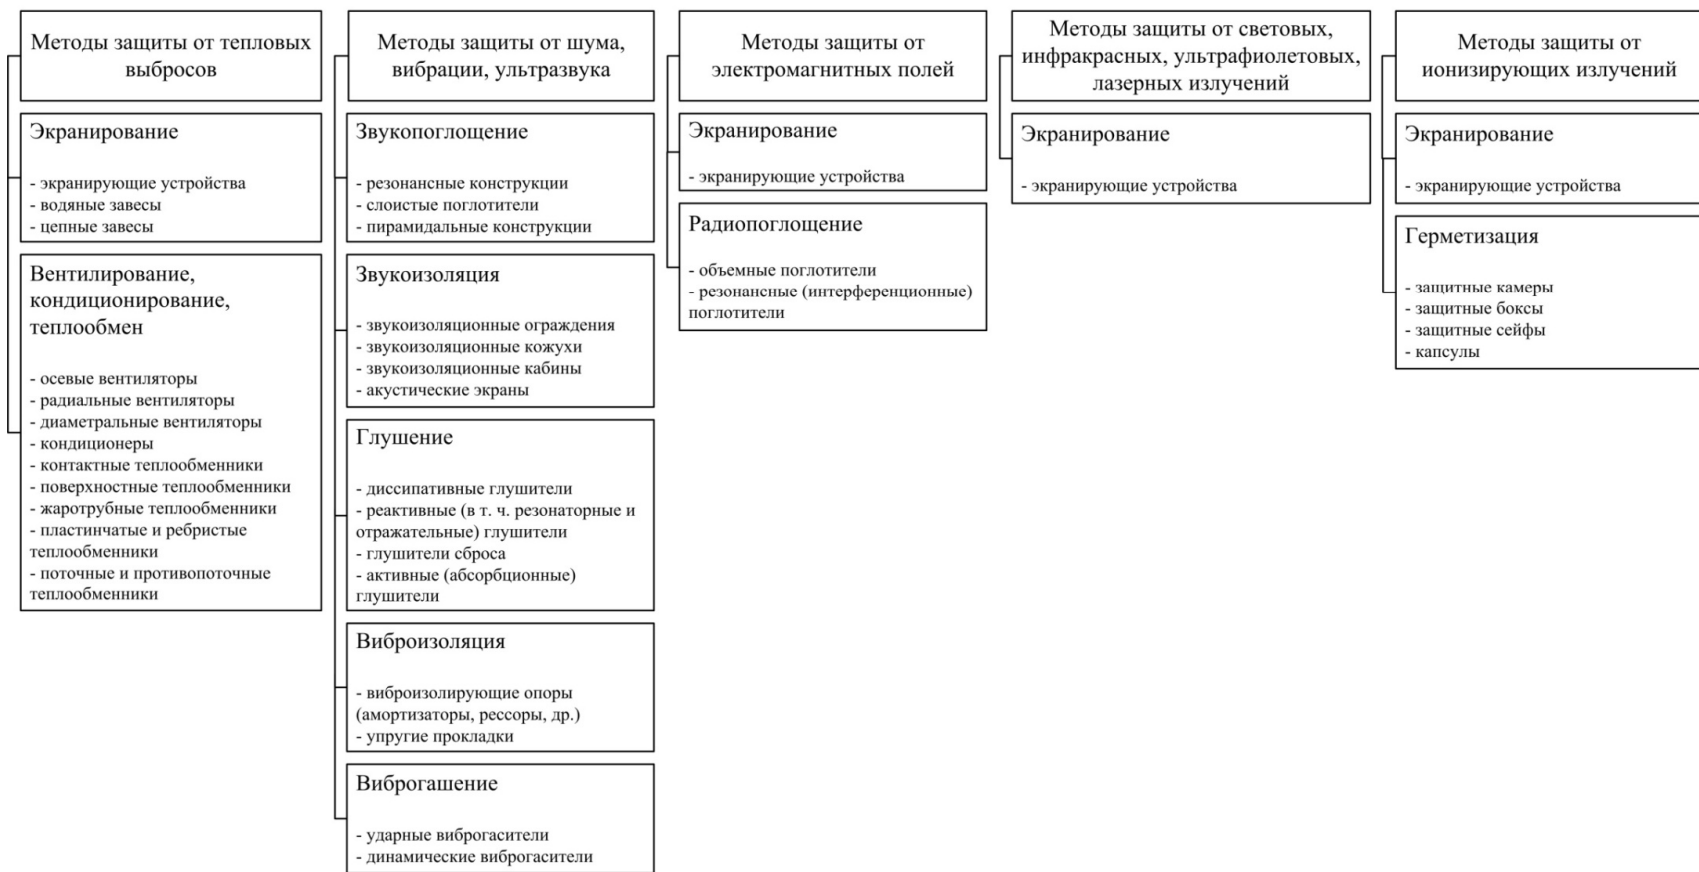 Методы защиты от тепловых
выбросов
Экранирование
- экранирующие устройства
- водяные завесы
- цепные завесы
Вентилирование,
кондиционирование,
теплообмен
- осевые вентиляторы
- радиальные вентиляторы
- диаметральные вентиляторы
- кондиционеры
- контактные теплообменники
- поверхностные теплообменники
- жаротрубные теплообменники
- пластинчатые и ребристые
теплообменники
- поточные и противопоточные
теплообменники
Методы защиты от шума,
вибрации, ультразвука
Звукопоглощение
- резонансные конструкции
- слоистые поглотители
- пирамидальные конструкции
Звукоизоляция
- звукоизоляционные ограждения
- звукоизоляционные кожухи
- звукоизоляционные кабины
- акустические экраны
Глушение
- диссипативные глушители
- реактивные (в т. ч. резонаторные и
отражательные) глушители
- глушители сброса
- активные (абсорбционные)
глушители
Виброизоляция
- виброизолирующие опоры
(амортизаторы, рессоры, др.)
- упругие прокладки
Виброгашение
- ударные виброгасители
- динамические виброгасители
Методы защиты от
электромагнитных полей
Экранирование
- экранирующие устройства
Радиопоглощение
- объемные поглотители
- резонансные (интерференционные)
поглотители
Методы защиты от световых,
инфракрасных, ультрафиолетовых,
лазерных излучений
Экранирование
- экранирующие устройства
Методы защиты от
ионизирующих излучений
Экранирование
- экранирующие устройства
Герметизация
- защитные камеры
- защитные боксы
- защитные сейфы
- капсулы